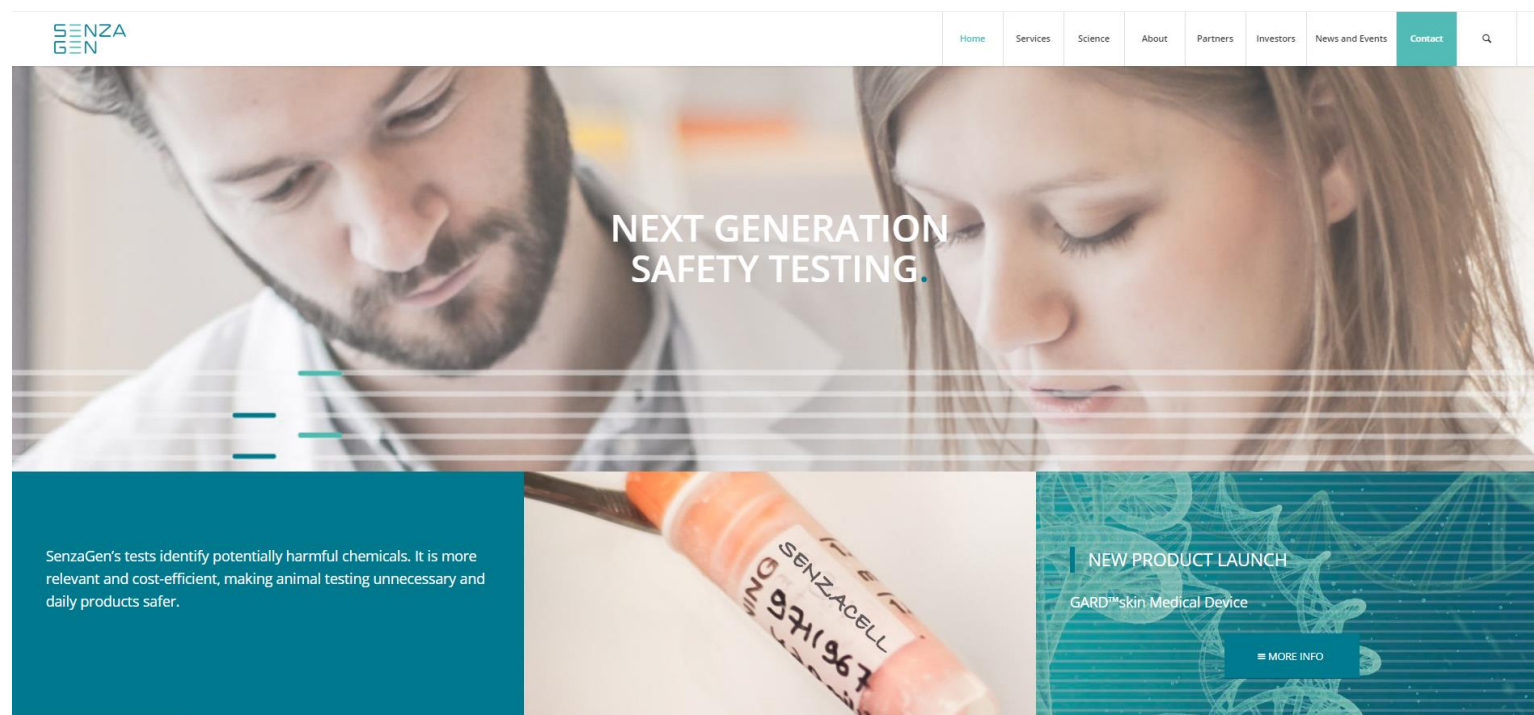 SENZA
GEN
Home Services Science About Partners Investors News and Events Contact
NEXT GENERATION
SAFETY TESTING.
SenzaGen's tests identify potentially harmful chemicals. It is more
relevant and cost-efficient, making animal testing unnecessary and
daily products safer.
SENZACELL
971967
NEW PRODUCT LAUNCH
GARD™skin Medical Device
≡ MORE INFO